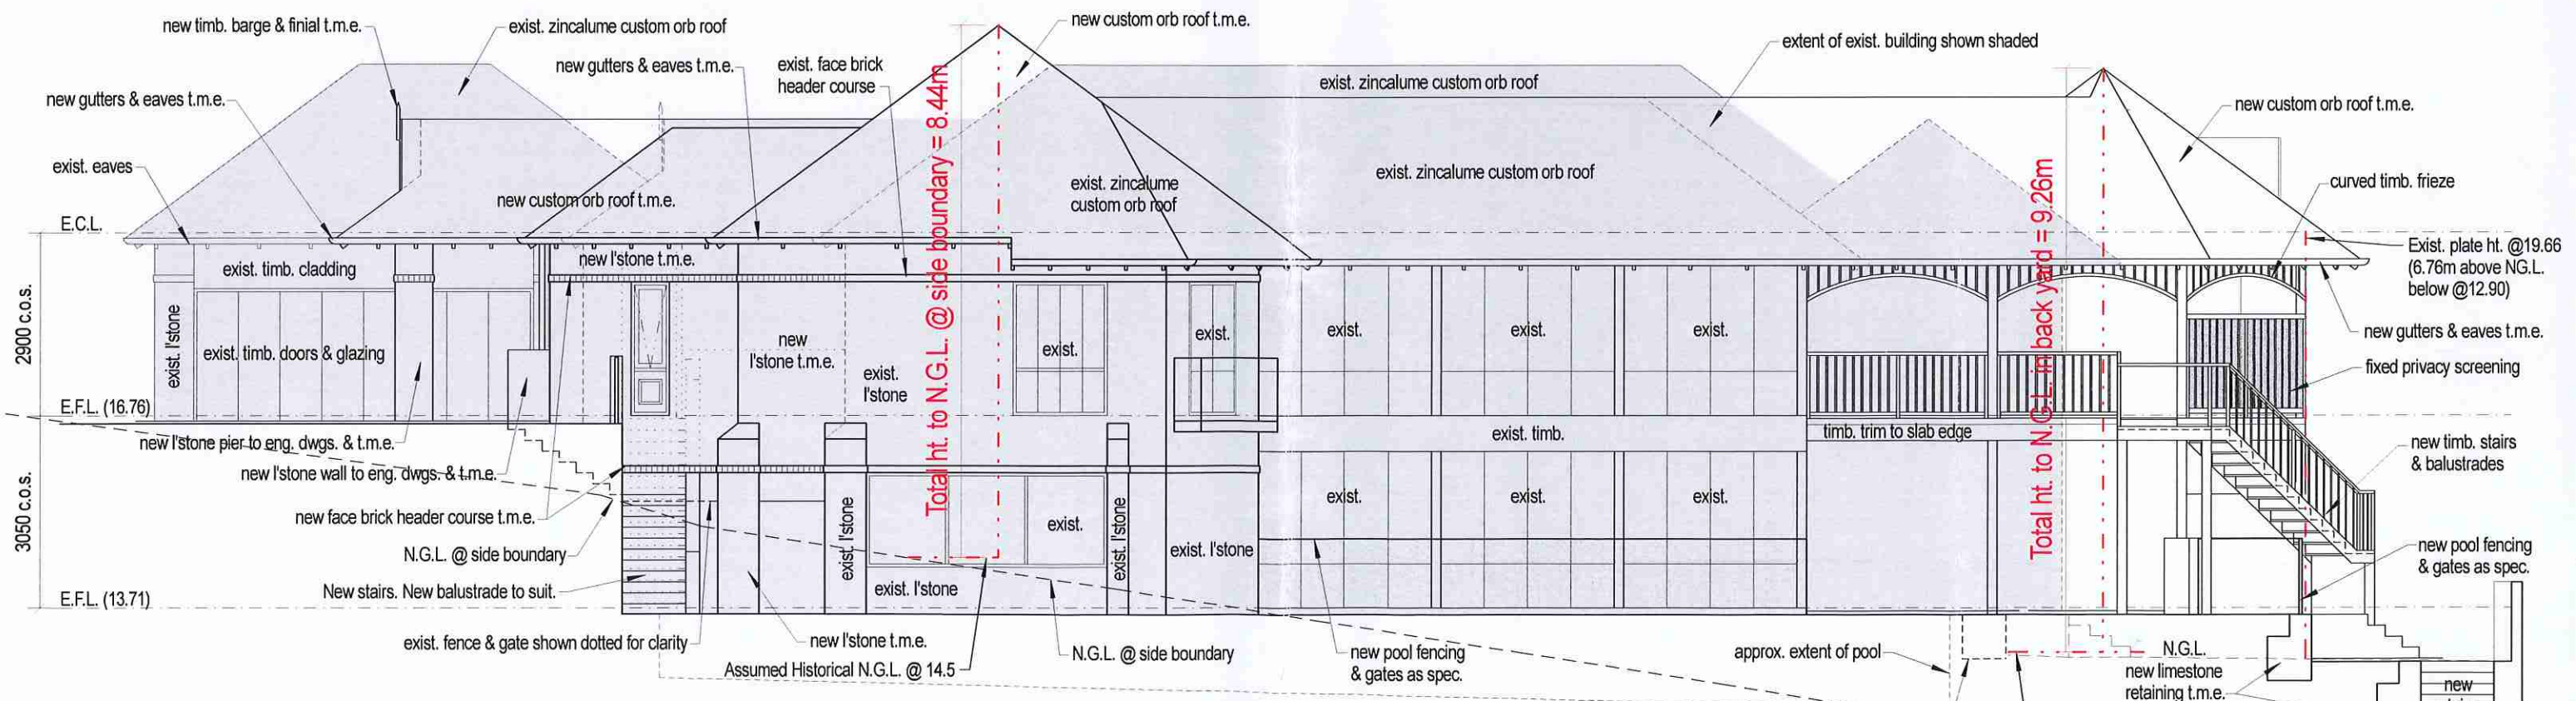 new timb. barge & finial t.m.e.
exist. zincalume custom orb roof
new custom orb roof t.m.e.
extent of exist. building shown shaded
new gutters & eaves t.m.e.
exist. face brick
header course
exist. zincalume custom orb roof
new gutters & eaves t.m.e.
new custom orb roof t.m.e.
exist. eaves
new custom orb roof t.m.e.
exist. zincalume
custom orb roof
exist. zincalume custom orb roof
curved timb. frieze
E.C.L.
Exist. plate ht. @19.66
(6.76m above NG.L.
below @12.90)
exist. timb. cladding
new l'stone t.m.e.
2900 c.o.s.
exist. l'stone
exist. timb. doors & glazing
new
l'stone t.m.e.
exist.
l'stone
Total ht. to N.G.L. @ side boundary = 8.44m
exist.
exist.
exist.
exist.
exist.
Total ht. to N.G.L. in back yard = 9.26m
new gutters & eaves t.m.e.
fixed privacy screening
E.F.L. (16.76)
new l'stone pier to eng. dwgs. & t.m.e.
exist. timb.
timb. trim to slab edge
new timb. stairs
& balustrades
new l'stone wall to eng. dwgs. & t.m.e.
3050 c.o.s.
new face brick header course t.m.e.
exist. l'stone
exist.
exist. l'stone
exist. l'stone
exist.
exist.
exist.
N.G.L. @ side boundary
new pool fencing
& gates as spec.
New stairs. New balustrade to suit.
exist. l'stone
E.F.L. (13.71)
exist. fence & gate shown dotted for clarity
new l'stone t.m.e.
Assumed Historical N.G.L. @ 14.5
N.G.L. @ side boundary
new pool fencing
& gates as spec.
approx. extent of pool
N.G.L.
new limestone
retaining t.m.e.
new